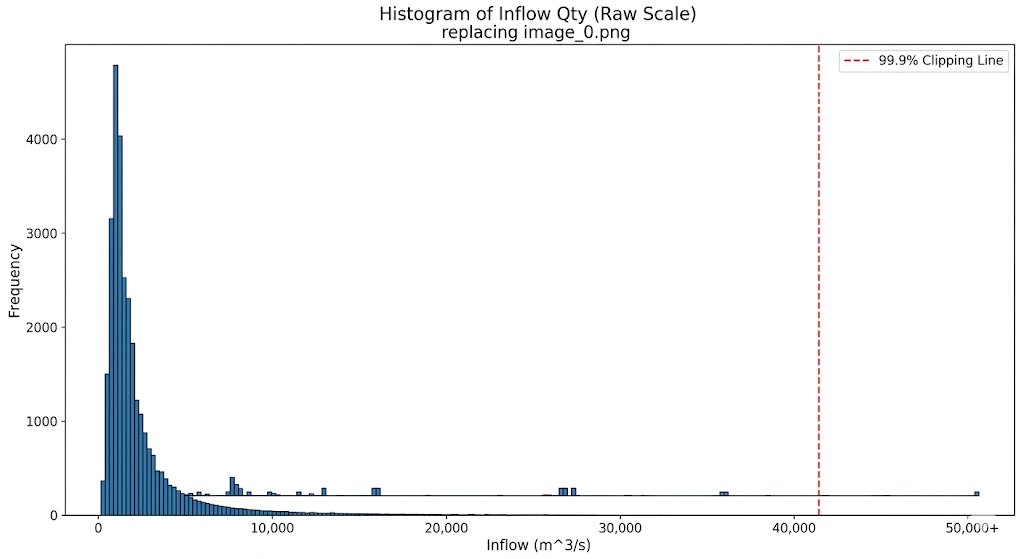 Histogram of Inflow Qty (Raw Scale)
replacing image_0.png
99.9% Clipping Line
Frequency
4000
3000
2000
1000
0
0
10,000
20,000
30,000
40,000
50,000+
Inflow (m^3/s)